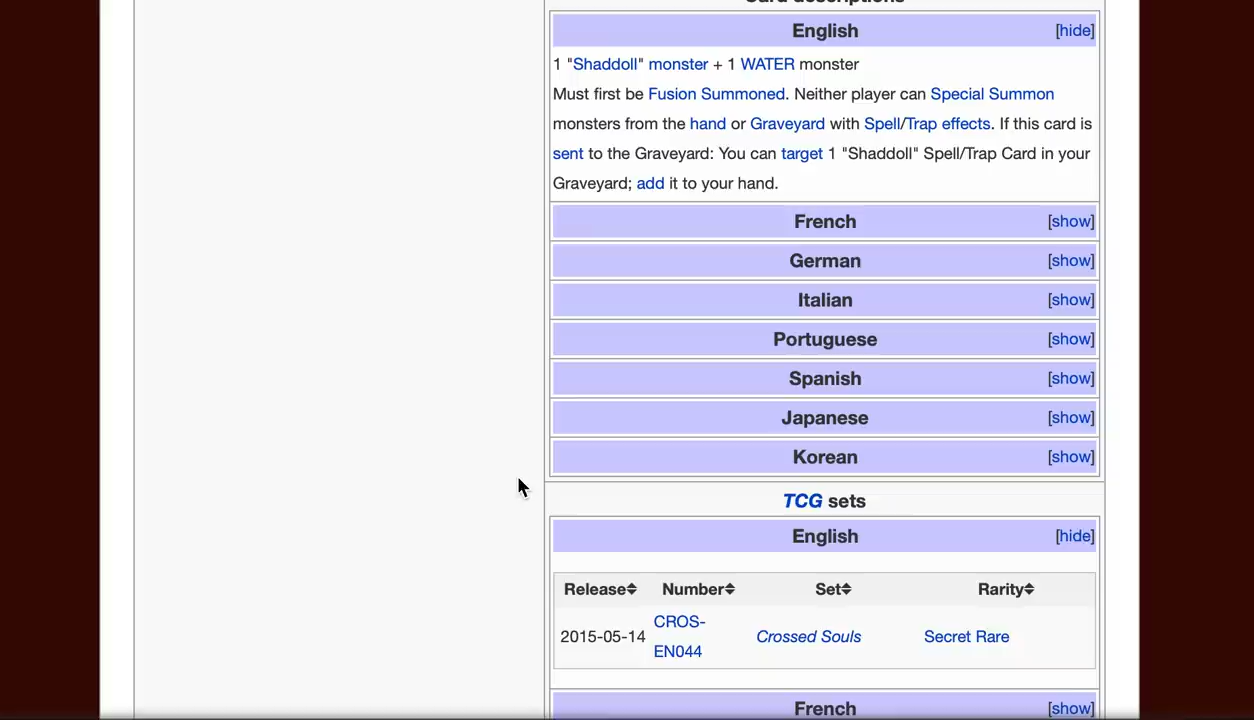 Card descriptions
English [hide]
1 "Shaddoll" monster + 1 WATER monster
Must first be Fusion Summoned. Neither player can Special Summon
monsters from the hand or Graveyard with Spell/Trap effects. If this card is
sent to the Graveyard: You can target 1 "Shaddoll" Spell/Trap Card in your
Graveyard; add it to your hand.
French [show]
German [show]
Italian [show]
Portuguese [show]
Spanish [show]
Japanese [show]
Korean [show]
TCG sets
English [hide]
Release Number Set Rarity
2015-05-14 CROS-EN044 Crossed Souls Secret Rare
French [show]